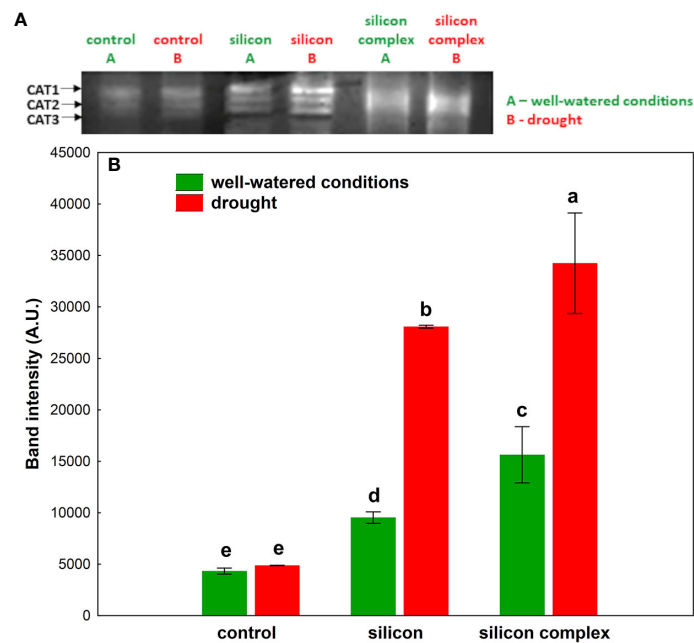 A
control control silicon silicon silicon complex silicon complex
A B A B A B
CAT1
CAT2
CAT3
A – well-watered conditions
B - drought
B
well-watered conditions
drought
Band intensity (A.U.)
45000
40000
35000
30000
25000
20000
15000
10000
5000
0
e e d b c a
control silicon silicon complex